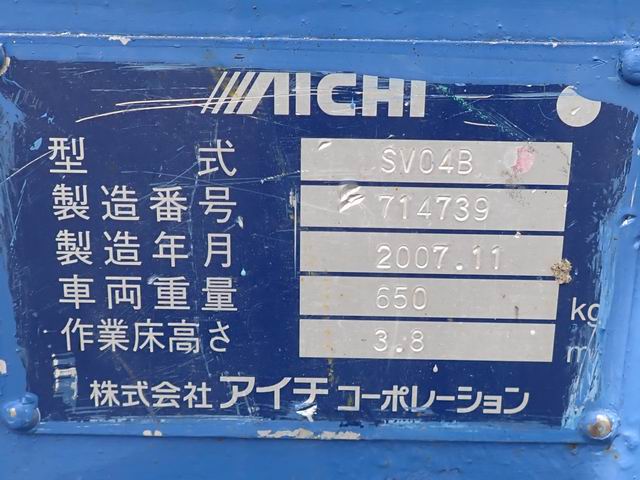 AICHI
型式 SV04B
製造番号 714739
製造年月 2007.11
車両重量 650 kg
作業床高さ 3.8 m
株式会社アイチコーポレーション